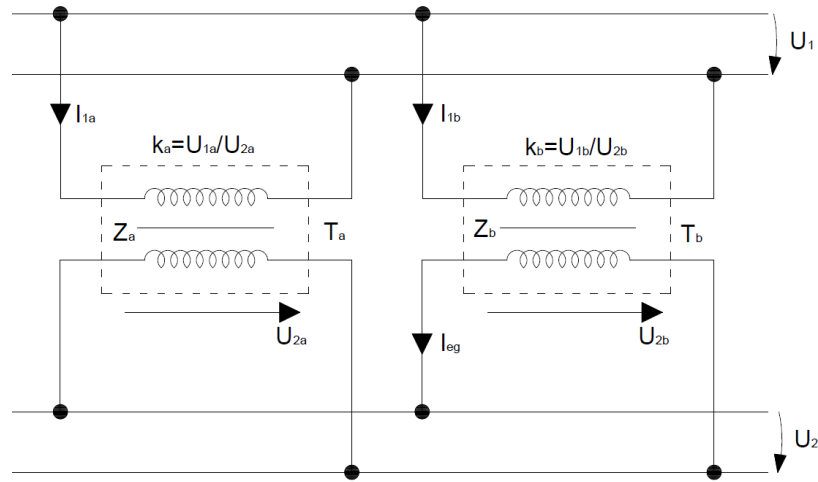 U₁
I₁ₐ
I1b
kₐ=U₁ₐ/U₂ₐ
kb=U1b/U2b
Zₐ
Tₐ
Zb
Tb
U₂ₐ
Ieg
U2b
U₂